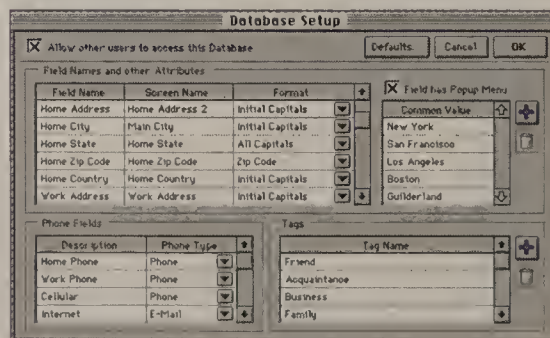 Database Setup
Allow other users to access this Database
Defaults
Cancel
OK
Field Names and other Attributes
Field Name Screen Name Format
Home Address Home Address 2 Initial Capitals
Home City Main City Initial Capitals
Home State Home State All Capitals
Home Zip Code Home Zip Code Zip Code
Home Country Home Country Initial Capitals
Work Address Work Address Initial Capitals
Field has Popup Menu
Common Value
New York
San Francisco
Los Angeles
Boston
Guilderland
Phone Fields
Description Phone Type
Home Phone Phone
Work Phone Phone
Cellular Phone
Internet E-Mail
Tags
Tag Name
Friend
Acquaintance
Business
Family